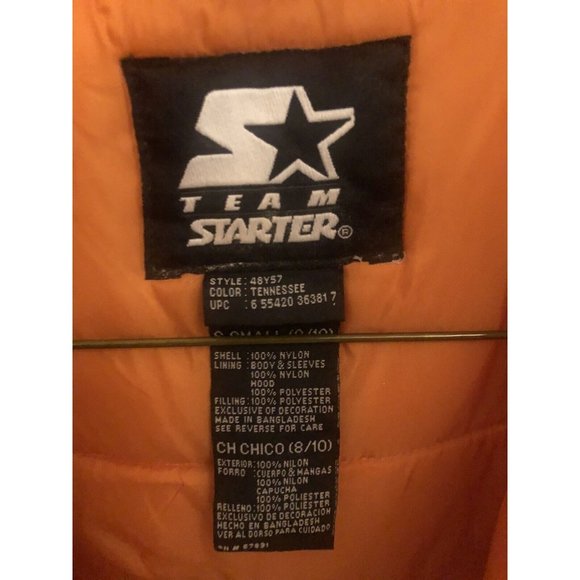 TEAM
STARTER®
STYLE: 48Y57
COLOR: TENNESSEE
UPC : 6 55420 36381 7
S SMALL (8/10)
SHELL : 100% NYLON
LINING : BODY & SLEEVES
100% NYLON
HOOD
100% POLYESTER
FILLING: 100% POLYESTER
EXCLUSIVE OF DECORATION
MADE IN BANGLADESH
SEE REVERSE FOR CARE
CH CHICO (8/10)
EXTERIOR: 100% NILON
FORRO : CUERPO & MANGAS
100% NILON
CAPUCHA
100% POLIESTER
RELLENO: 100% POLIESTER
EXCLUSIVO DE DECORACION
HECHO EN BANGLADESH
VER AL DORSO PARA CUIDADO